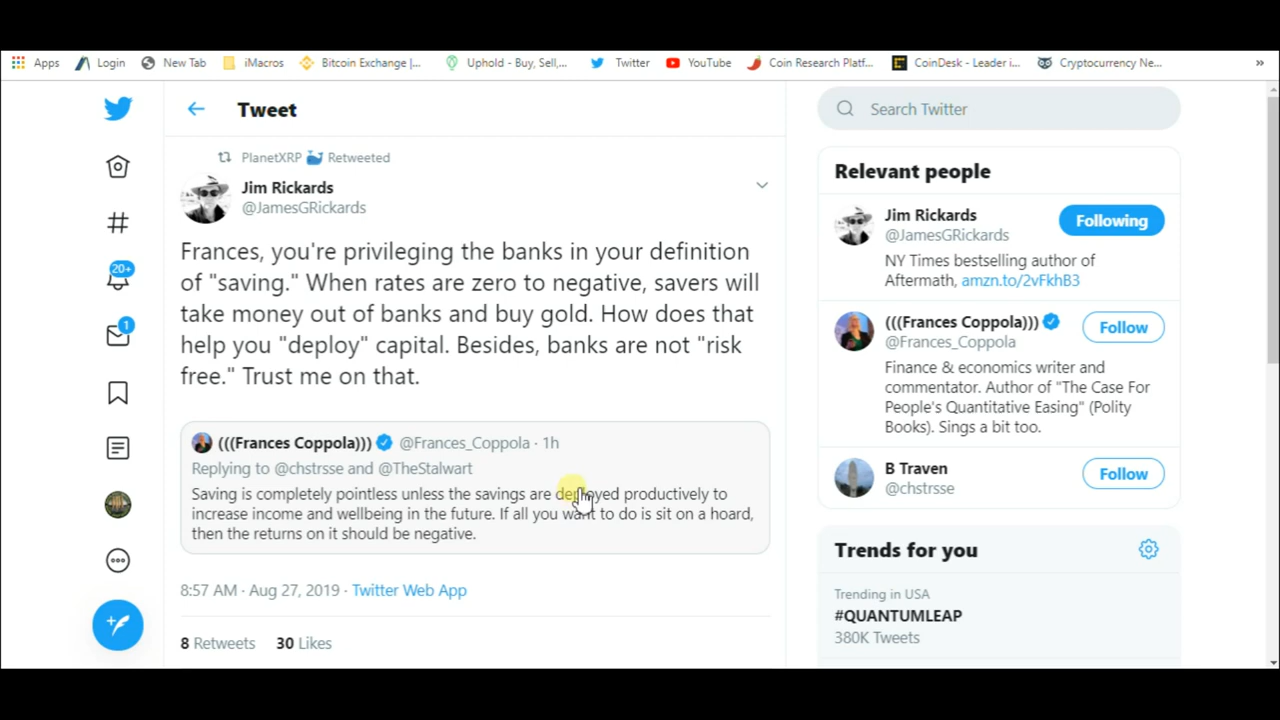 Apps Login New Tab iMacros Bitcoin Exchange |... Uphold - Buy, Sell,... Twitter YouTube Coin Research Platf... CoinDesk - Leader i... Cryptocurrency Ne... »
Tweet
PlanetXRP Retweeted
Jim Rickards
@JamesGRickards
Frances, you're privileging the banks in your definition
of "saving." When rates are zero to negative, savers will
take money out of banks and buy gold. How does that
help you "deploy" capital. Besides, banks are not "risk
free." Trust me on that.
(((Frances Coppola))) @Frances_Coppola · 1h
Replying to @chstrsse and @TheStalwart
Saving is completely pointless unless the savings are deployed productively to
increase income and wellbeing in the future. If all you want to do is sit on a hoard,
then the returns on it should be negative.
8:57 AM · Aug 27, 2019 · Twitter Web App
8 Retweets 30 Likes
20+
1
Search Twitter
Relevant people
Jim Rickards
@JamesGRickards
Following
NY Times bestselling author of
Aftermath, amzn.to/2vFkhB3
(((Frances Coppola)))
@Frances_Coppola
Follow
Finance & economics writer and
commentator. Author of "The Case For
People's Quantitative Easing" (Polity
Books). Sings a bit too.
B Traven
@chstrsse
Follow
Trends for you
Trending in USA
#QUANTUMLEAP
380K Tweets